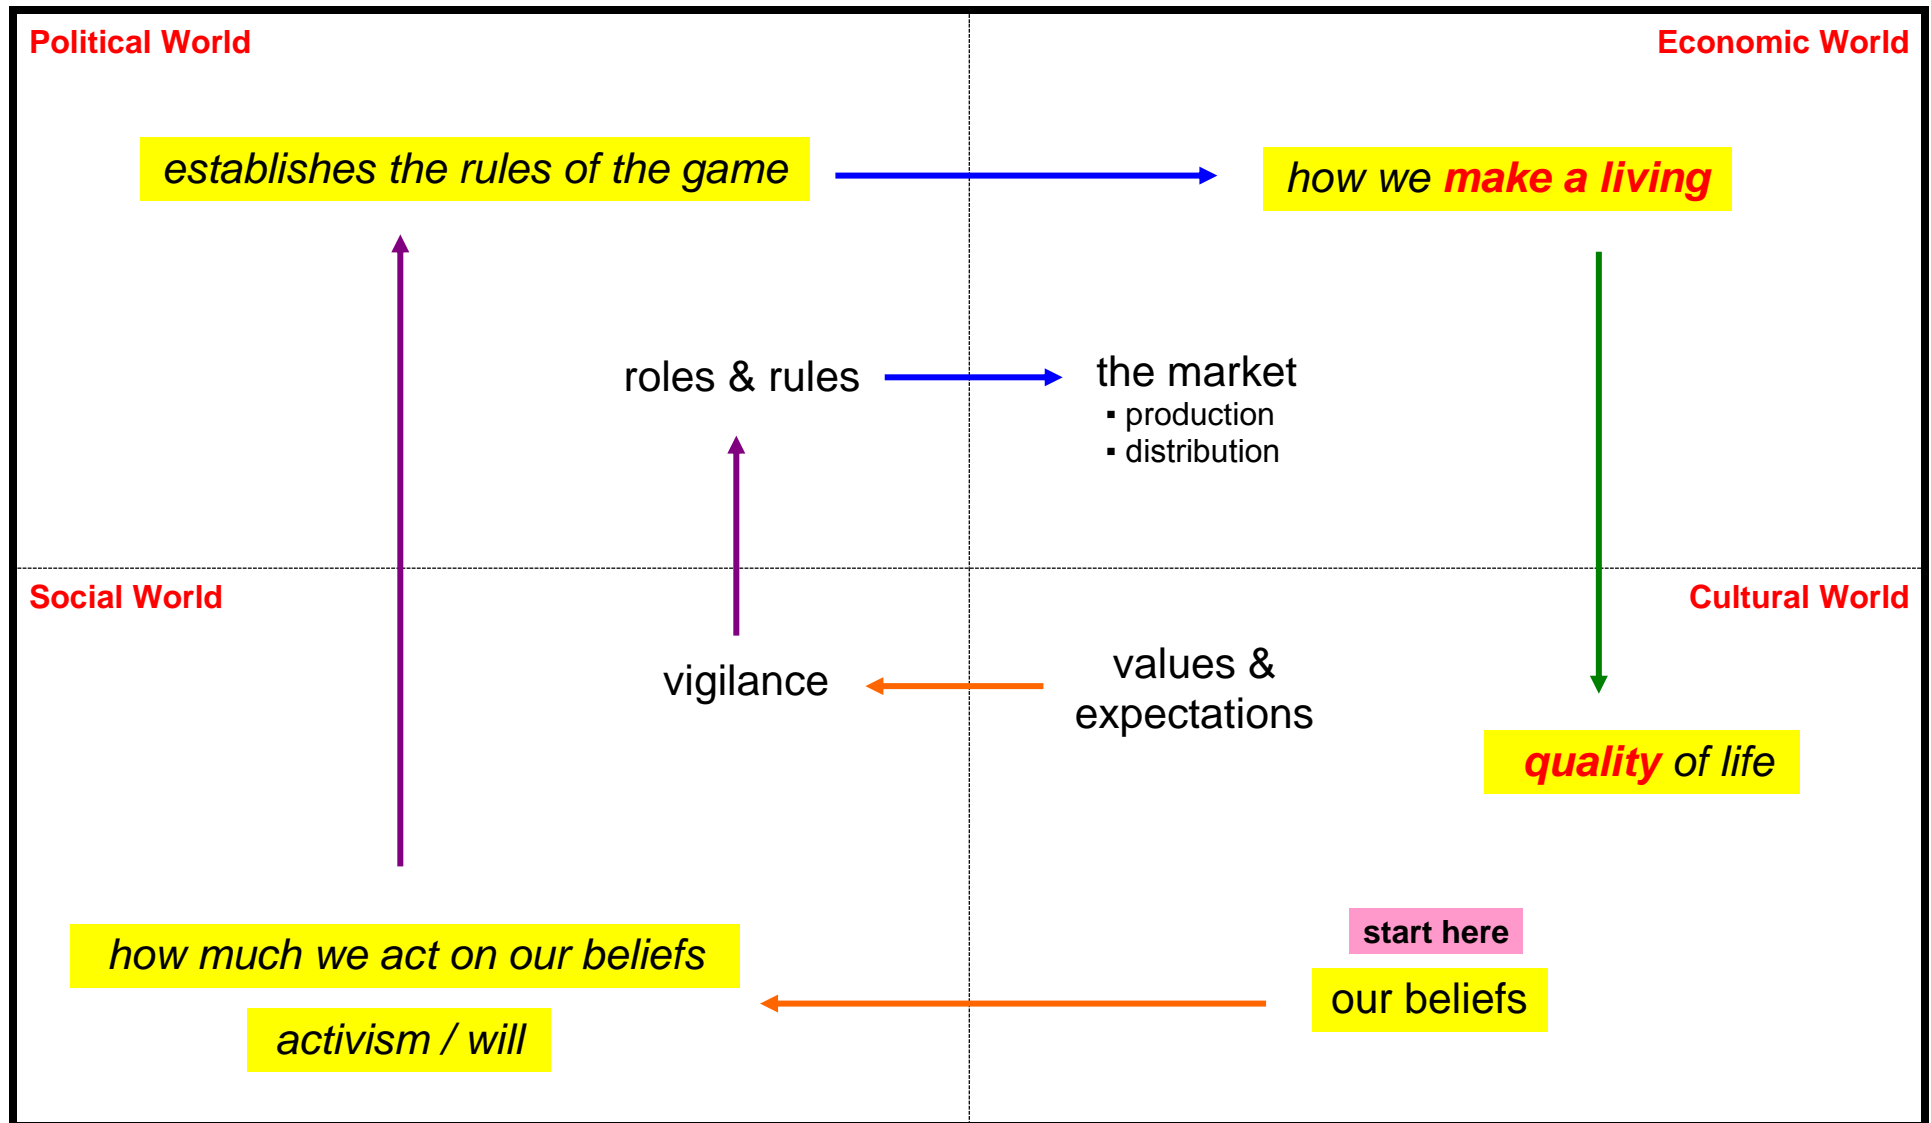 Political World
Economic World
establishes the rules of the game
how we make a living
roles & rules
the market
▪ production
▪ distribution
Social World
Cultural World
vigilance
values &
expectations
quality of life
how much we act on our beliefs
activism / will
start here
our beliefs